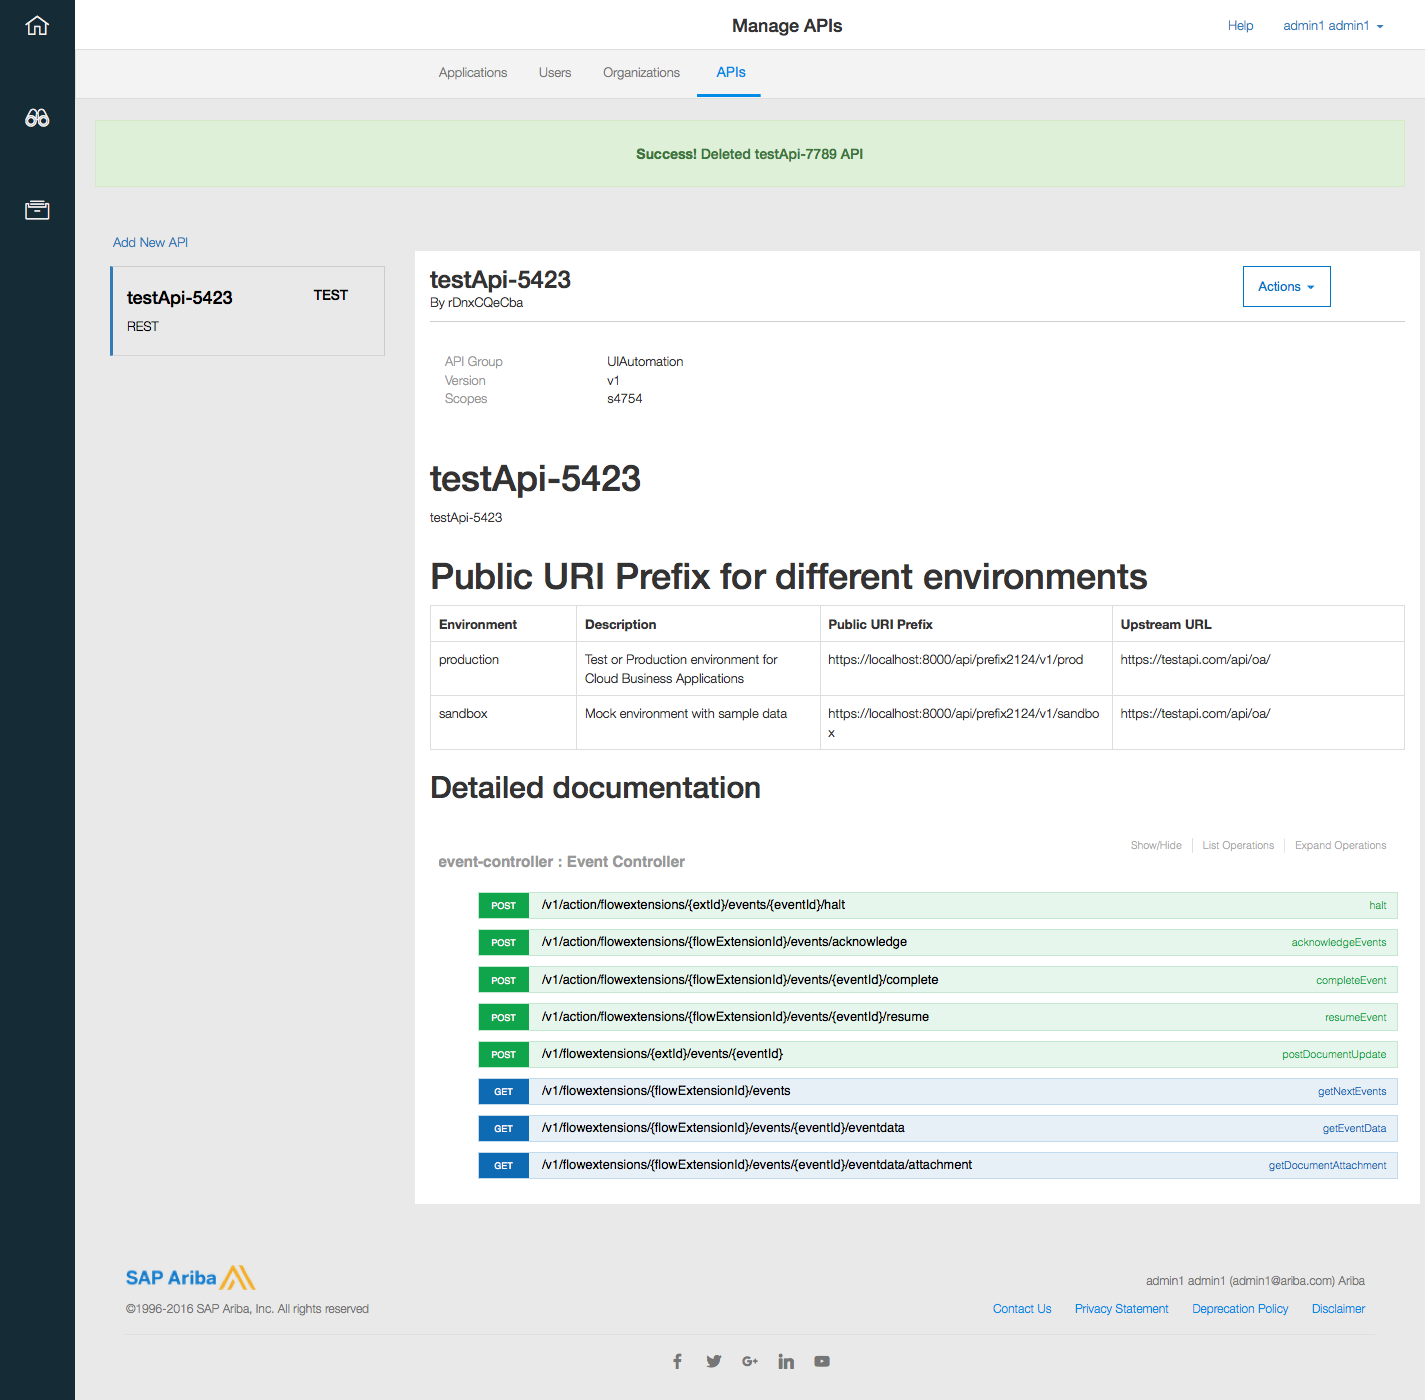 Manage APIs
Help
admin1 admin1
Applications
Users
Organizations
APIs
Success! Deleted testApi-7789 API
Add New API
testApi-5423
TEST
REST
testApi-5423
By rDnxCQeCba
Actions
API Group
UIAutomation
Version
v1
Scopes
s4754
testApi-5423
testApi-5423
Public URI Prefix for different environments
Environment
Description
Public URI Prefix
Upstream URL
production
Test or Production environment for
Cloud Business Applications
https://localhost:8000/api/prefix2124/v1/prod
https://testapi.com/api/oa/
sandbox
Mock environment with sample data
https://localhost:8000/api/prefix2124/v1/sandbo
x
https://testapi.com/api/oa/
Detailed documentation
Show/Hide
List Operations
Expand Operations
event-controller : Event Controller
POST /v1/action/flowextensions/{extId}/events/{eventId}/halt halt
POST /v1/action/flowextensions/{flowExtensionId}/events/acknowledge acknowledgeEvents
POST /v1/action/flowextensions/{flowExtensionId}/events/{eventId}/complete completeEvent
POST /v1/action/flowextensions/{flowExtensionId}/events/{eventId}/resume resumeEvent
POST /v1/flowextensions/{extId}/events/{eventId} postDocumentUpdate
GET /v1/flowextensions/{flowExtensionId}/events getNextEvents
GET /v1/flowextensions/{flowExtensionId}/events/{eventId}/eventdata getEventData
GET /v1/flowextensions/{flowExtensionId}/events/{eventId}/eventdata/attachment getDocumentAttachment
SAP Ariba
admin1 admin1 (admin1@ariba.com) Ariba
©1996-2016 SAP Ariba, Inc. All rights reserved
Contact Us
Privacy Statement
Deprecation Policy
Disclaimer